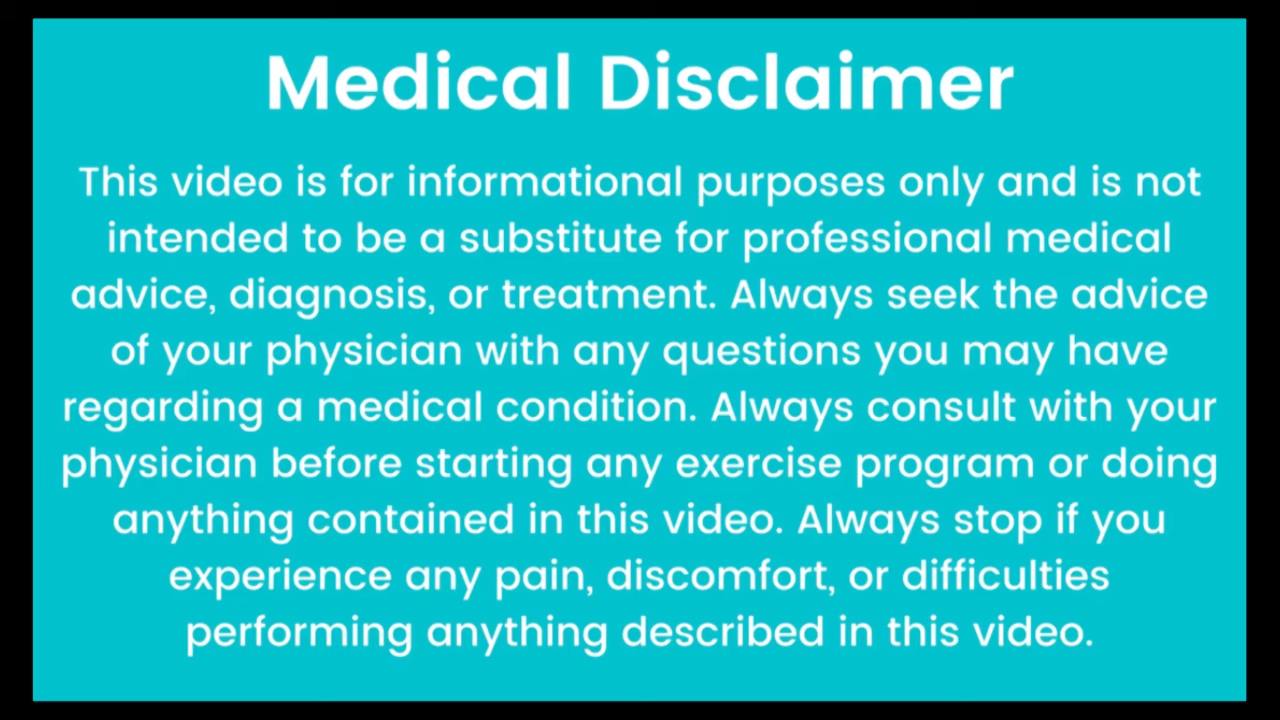 Medical Disclaimer
This video is for informational purposes only and is not
intended to be a substitute for professional medical
advice, diagnosis, or treatment. Always seek the advice
of your physician with any questions you may have
regarding a medical condition. Always consult with your
physician before starting any exercise program or doing
anything contained in this video. Always stop if you
experience any pain, discomfort, or difficulties
performing anything described in this video.